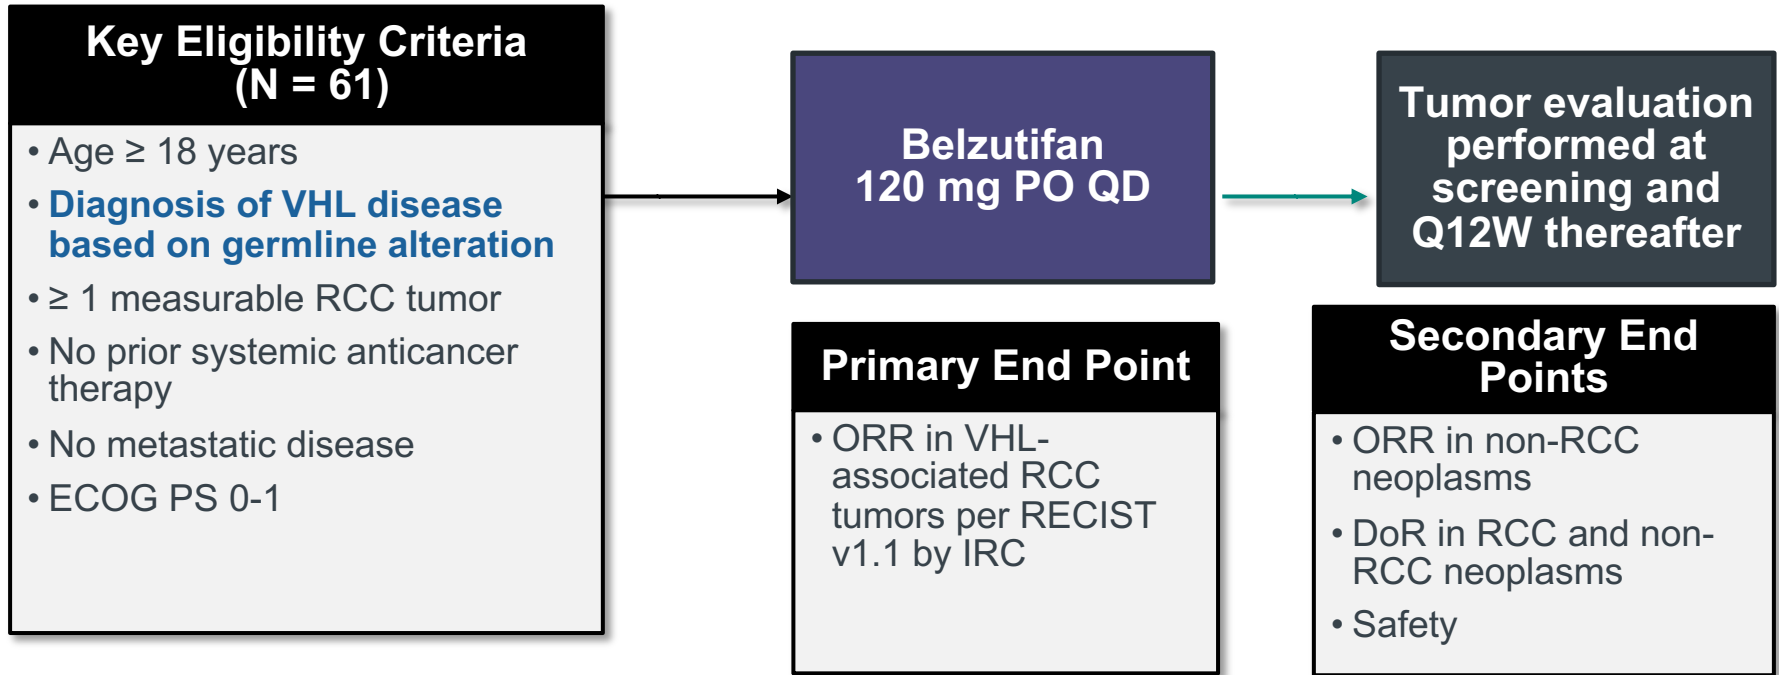 Key Eligibility Criteria
(N = 61)
• Age ≥ 18 years
• Diagnosis of VHL disease
based on germline alteration
• ≥ 1 measurable RCC tumor
• No prior systemic anticancer
therapy
• No metastatic disease
• ECOG PS 0-1
Belzutifan
120 mg PO QD
Tumor evaluation
performed at
screening and
Q12W thereafter
Primary End Point
• ORR in VHL-
associated RCC
tumors per RECIST
v1.1 by IRC
Secondary End
Points
• ORR in non-RCC
neoplasms
• DoR in RCC and non-
RCC neoplasms
• Safety